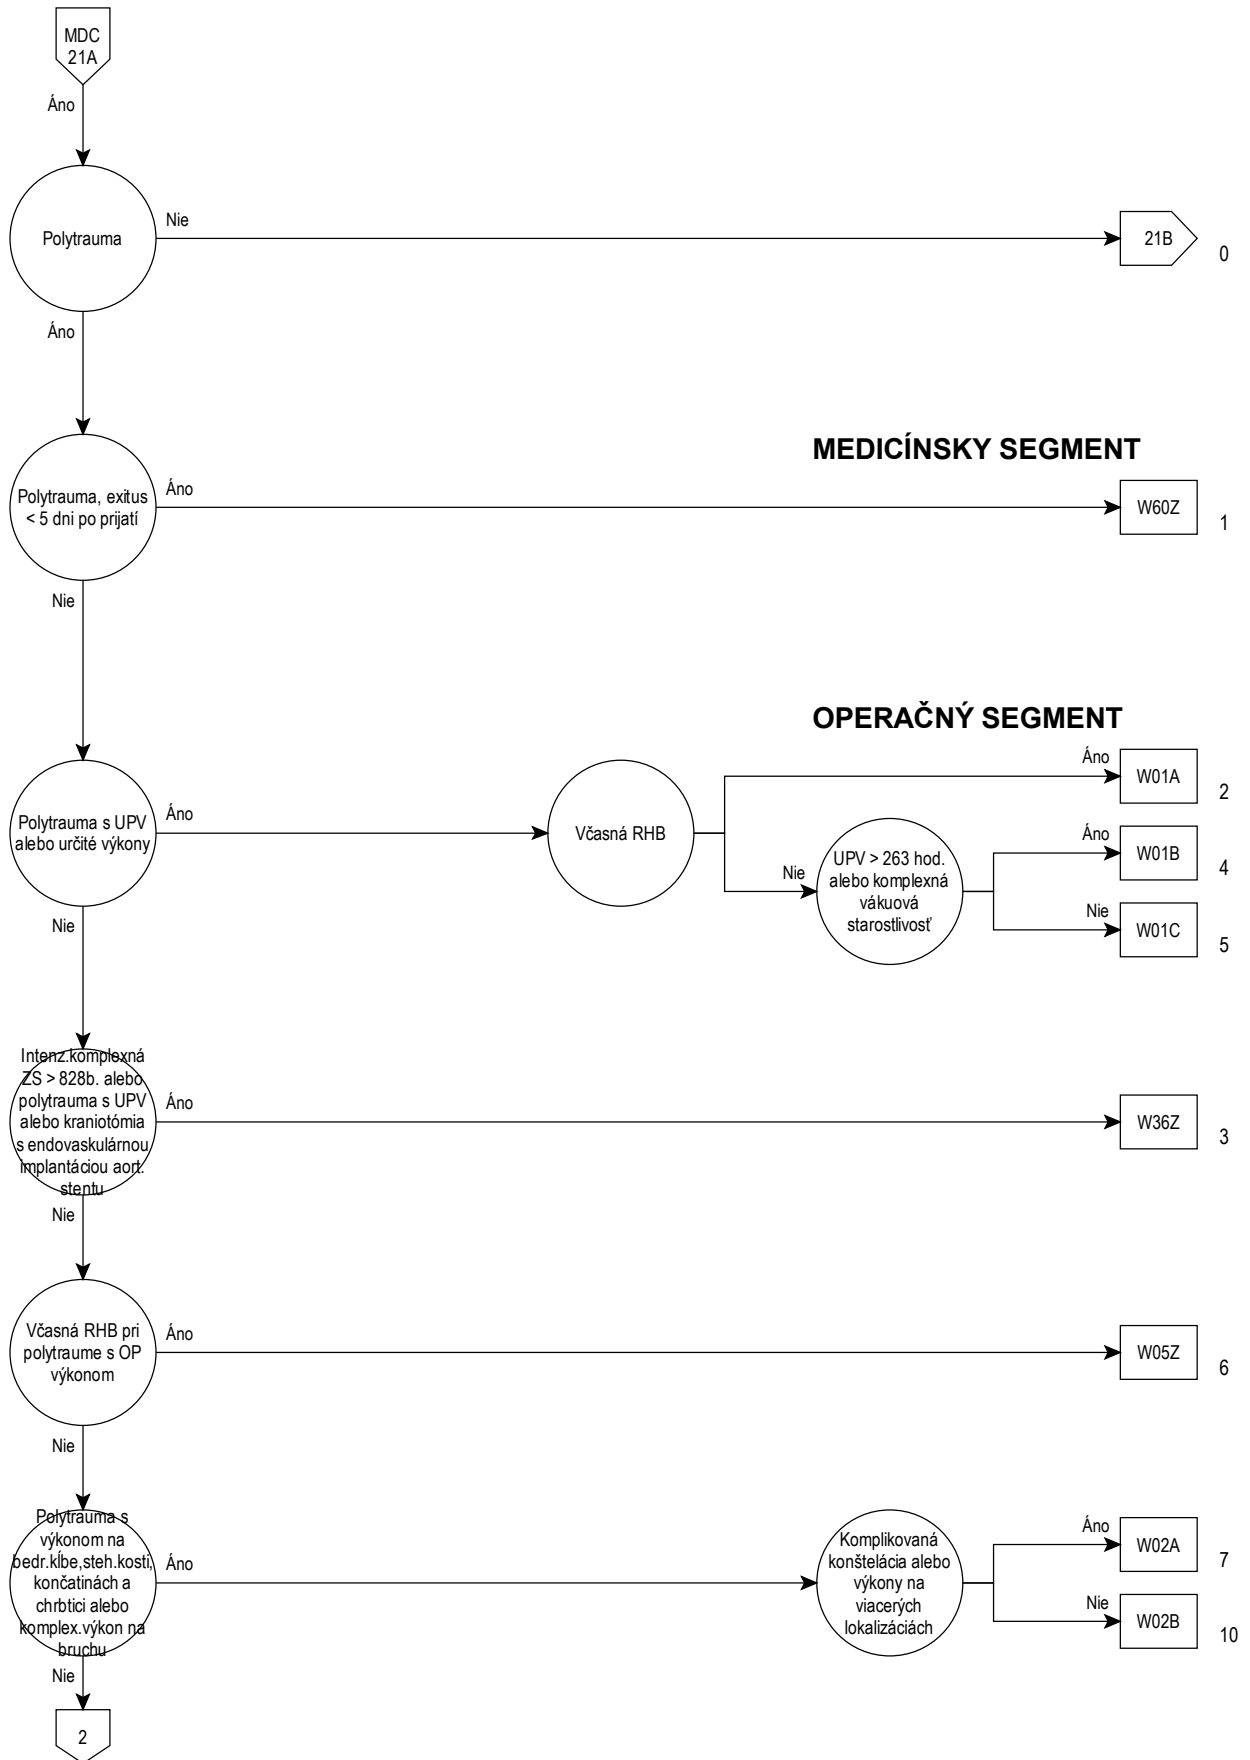 MDC
21A
Áno
Polytrauma
Nie
21B
0
Áno
MEDICÍNSKY SEGMENT
Polytrauma, exitus
< 5 dni po prijatí
Áno
W60Z
1
Nie
OPERAČNÝ SEGMENT
Polytrauma s UPV
alebo určité výkony
Áno
Včasná RHB
Áno
W01A
2
Nie
UPV > 263 hod.
alebo komplexná
vákuová
starostlivosť
Áno
W01B
4
Nie
W01C
5
Nie
Intenz.komplexná
ZS > 828b. alebo
polytrauma s UPV
alebo kraniotómia
s endovaskulárnou
implantáciou aort.
stentu
Áno
W36Z
3
Nie
Včasná RHB pri
polytraume s OP
výkonom
Áno
W05Z
6
Nie
Polytrauma s
výkonom na
bedr.kĺbe,steh.kosti,
končatinách a
chrbtici alebo
komplex.výkon na
bruchu
Áno
Komplikovaná
konštelácia alebo
výkony na
viacerých
lokalizáciách
Áno
W02A
7
Nie
W02B
10
Nie
2